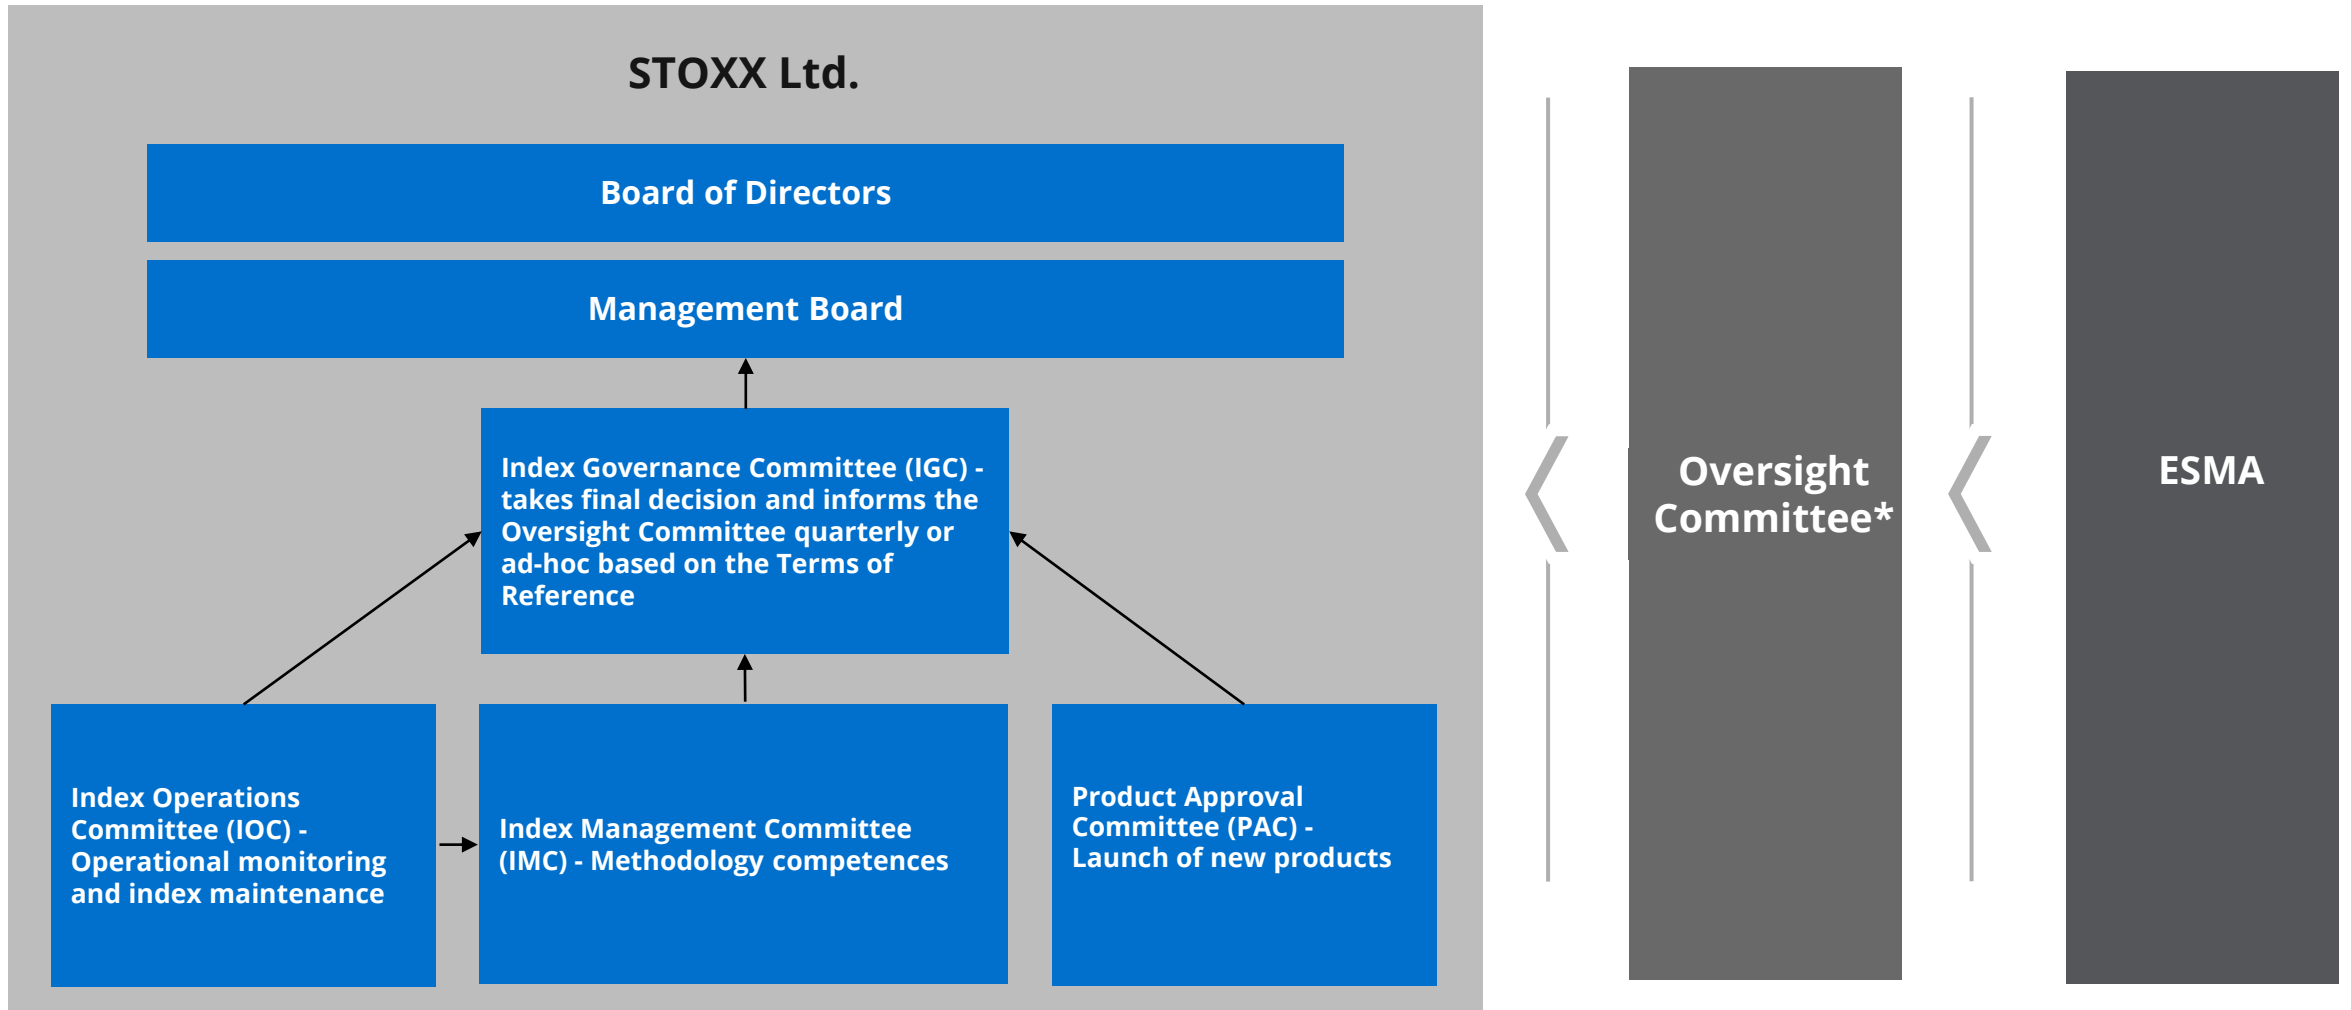 STOXX Ltd.
Board of Directors
Management Board
Index Governance Committee (IGC) -
takes final decision and informs the
Oversight Committee quarterly or
ad-hoc based on the Terms of
Reference
Index Operations
Committee (IOC) -
Operational monitoring
and index maintenance
Index Management Committee
(IMC) - Methodology competences
Product Approval
Committee (PAC) -
Launch of new products
Oversight
Committee*
ESMA